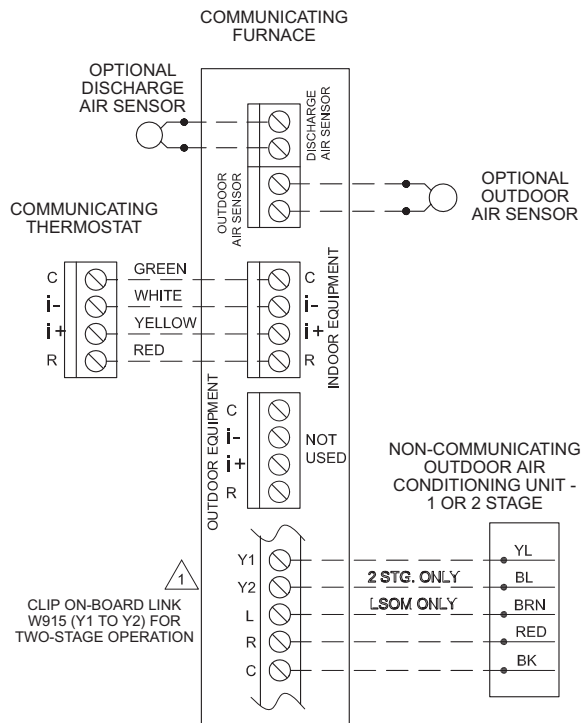 COMMUNICATING
FURNACE
OPTIONAL
DISCHARGE
AIR SENSOR
DISCHARGE
AIR SENSOR
OUTDOOR
AIR SENSOR
OPTIONAL
OUTDOOR
AIR SENSOR
COMMUNICATING
THERMOSTAT
C
i-
i+
R
GREEN
WHITE
YELLOW
RED
C
i-
i+
R
INDOOR EQUIPMENT
OUTDOOR EQUIPMENT
C
i-
i+
R
NOT
USED
NON-COMMUNICATING
OUTDOOR AIR
CONDITIONING UNIT -
1 OR 2 STAGE
1
CLIP ON-BOARD LINK
W915 (Y1 TO Y2) FOR
TWO-STAGE OPERATION
Y1
Y2
L
R
C
2 STG. ONLY
LSOM ONLY
YL
BL
BRN
RED
BK